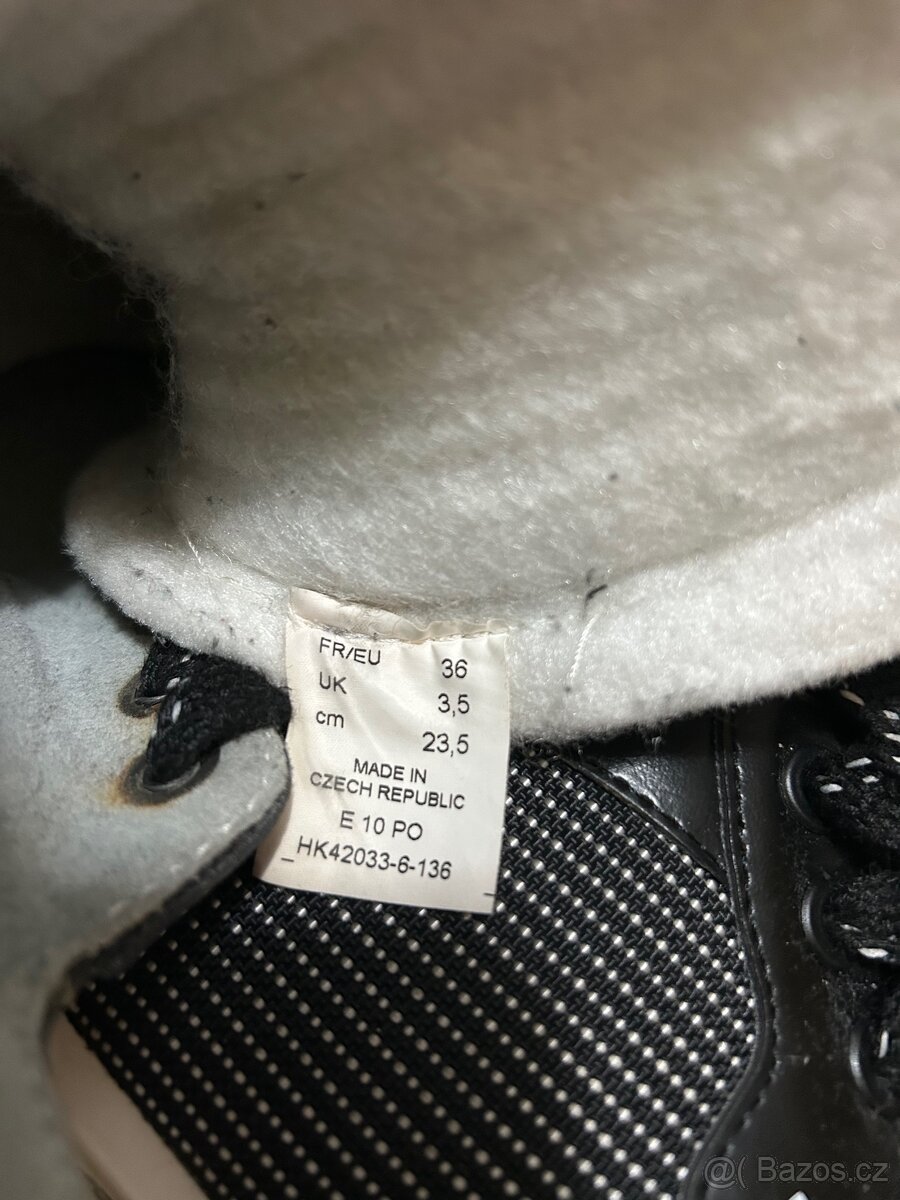 FR/EU 36
UK 3,5
cm 23,5
MADE IN
CZECH REPUBLIC
E 10 PO
_HK42033-6-136
@( Bazos.cz